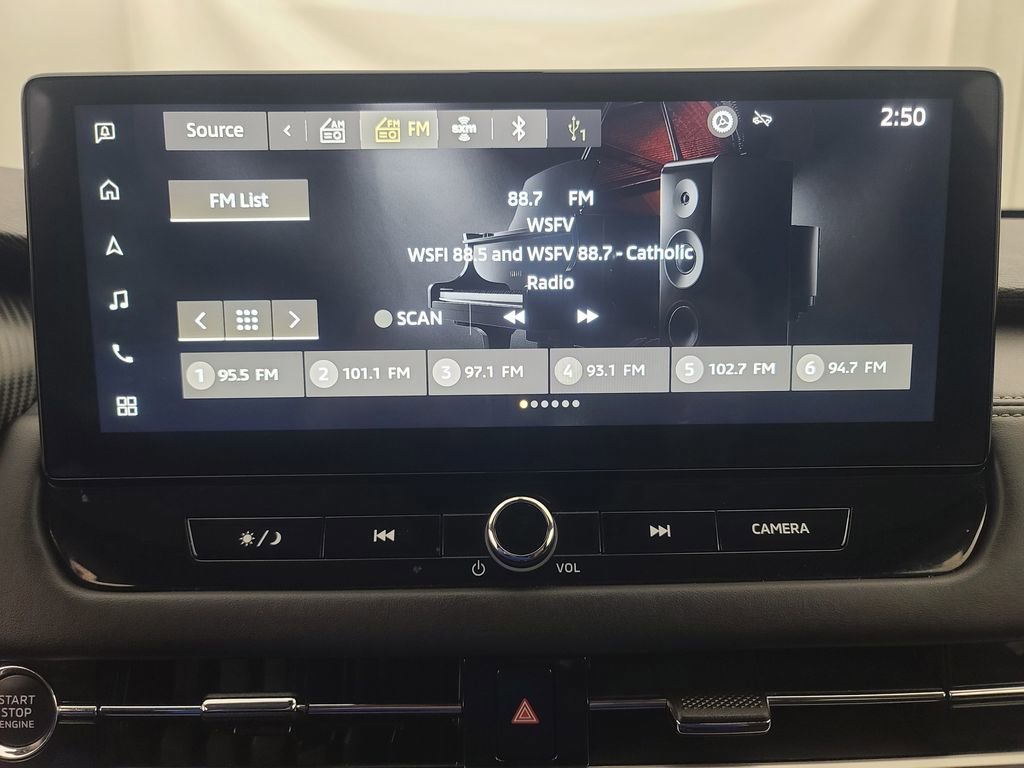 Source
AM
FM FM
sxm
1
2:50
FM List
88.7 FM
WSFV
WSFI 88.5 and WSFV 88.7 - Catholic
Radio
SCAN
1 95.5 FM
2 101.1 FM
3 97.1 FM
4 93.1 FM
5 102.7 FM
6 94.7 FM
CAMERA
VOL
START
STOP
ENGINE